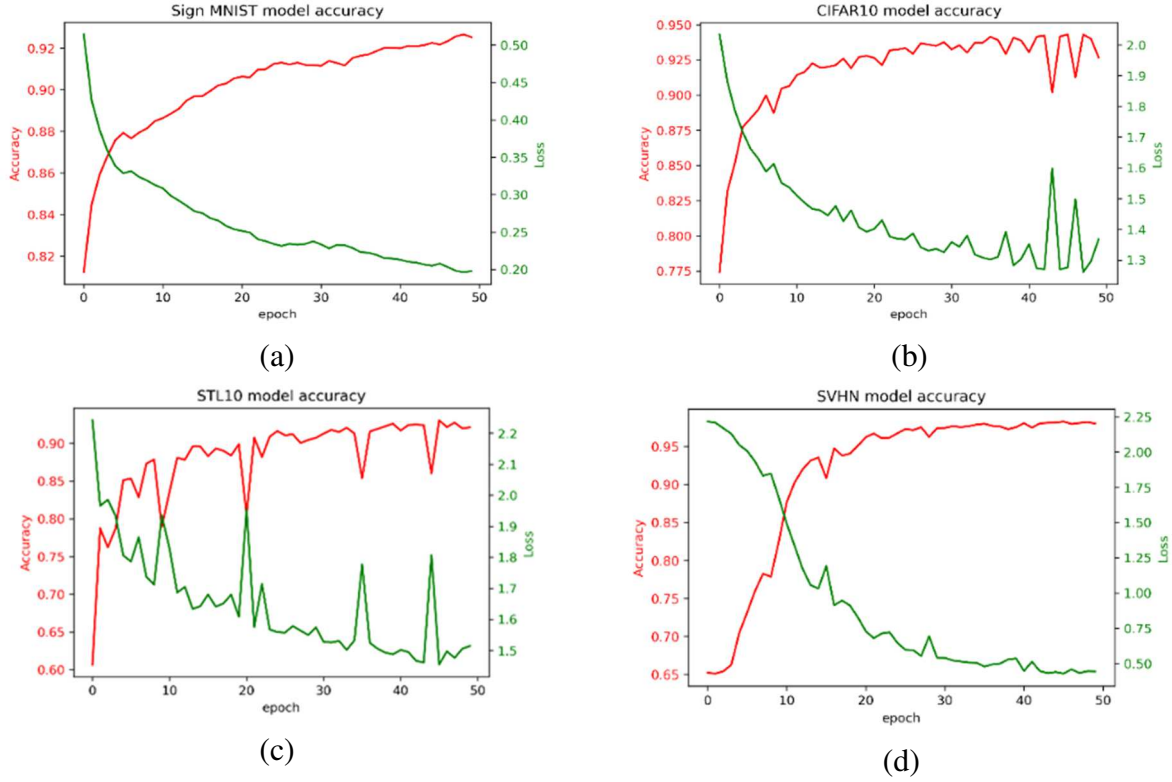 Sign MNIST model accuracy
Accuracy
0.92
0.90
0.88
0.86
0.84
0.82
0.50
0.45
0.40
0.35
0.30
0.25
0.20
Loss
0 10 20 30 40 50
epoch
(a)
CIFAR10 model accuracy
Accuracy
0.950
0.925
0.900
0.875
0.850
0.825
0.800
0.775
2.0
1.9
1.8
1.7
1.6
1.5
1.4
1.3
Loss
0 10 20 30 40 50
epoch
(b)
STL10 model accuracy
Accuracy
0.90
0.85
0.80
0.75
0.70
0.65
0.60
2.2
2.1
2.0
1.9
1.8
1.7
1.6
1.5
Loss
0 10 20 30 40 50
epoch
(c)
SVHN model accuracy
Accuracy
0.95
0.90
0.85
0.80
0.75
0.70
0.65
2.25
2.00
1.75
1.50
1.25
1.00
0.75
0.50
Loss
0 10 20 30 40 50
epoch
(d)